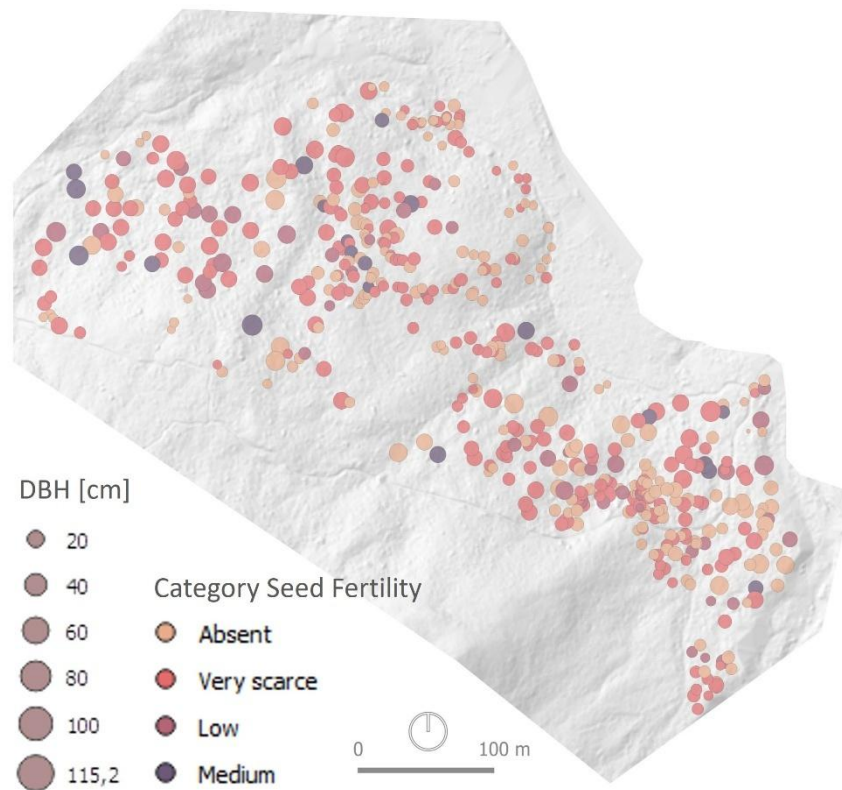 DBH [cm]
20
40
60
80
100
115,2
Category Seed Fertility
Absent
Very scarce
Low
Medium
0 100 m